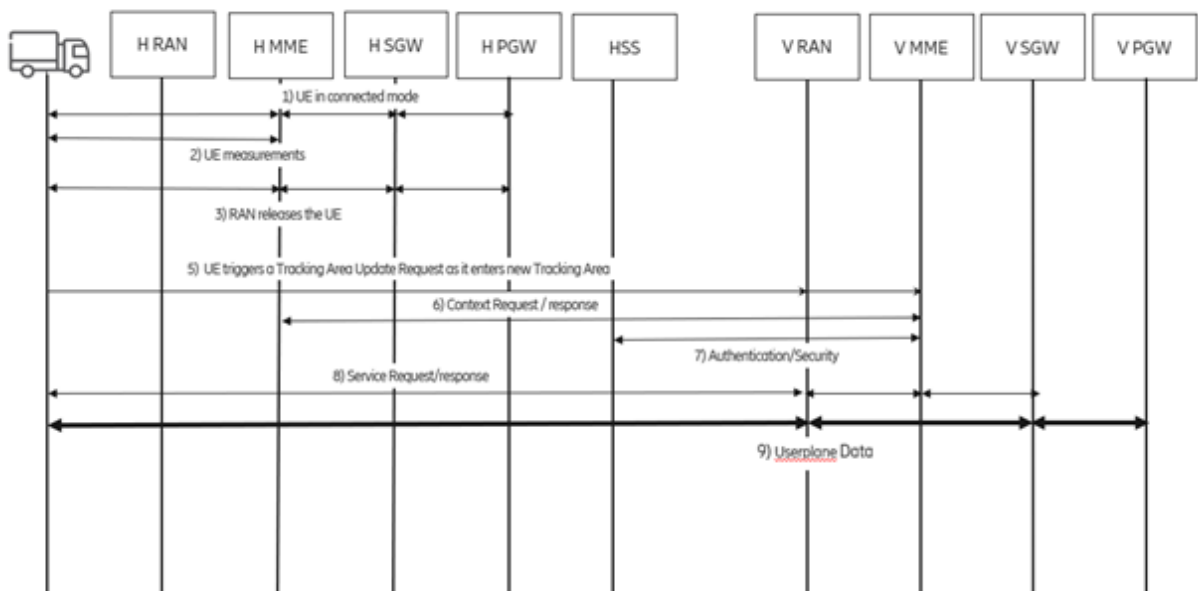 H RAN
H MME
H SGW
H PGW
HSS
V RAN
V MME
V SGW
V PGW
1) UE in connected mode
2) UE measurements
3) RAN releases the UE
5) UE triggers a Tracking Area Update Request as it enters new Tracking Area
6) Context Request / response
7) Authentication/Security
8) Service Request/response
9) Userplane Data